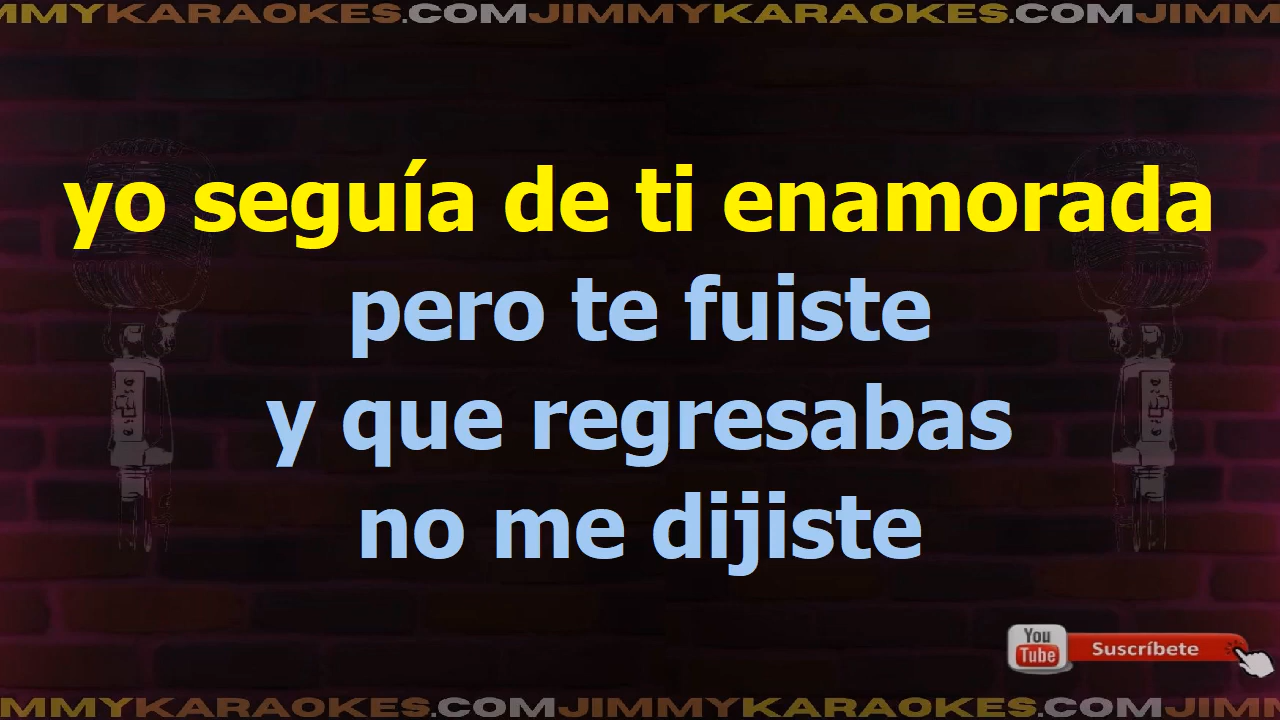 JIMMYKARAOKES.COMJIMMYKARAOKES.COMJIMM
yo seguía de ti enamorada
pero te fuiste
y que regresabas
no me dijiste
You
Tube
Suscríbete
MMYKARAOKES.COMJIMMYKARAOKES.COMJIMM